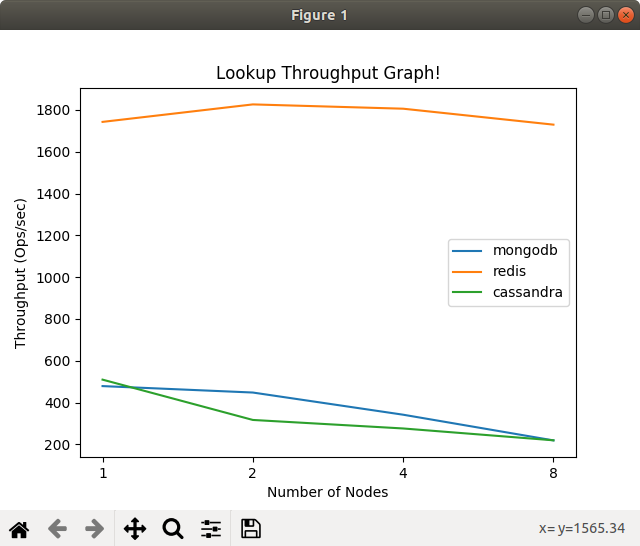 Figure 1
Lookup Throughput Graph!
Throughput (Ops/sec)
1800
1600
1400
1200
1000
800
600
400
200
mongodb
redis
cassandra
1 2 4 8
Number of Nodes
x= y=1565.34